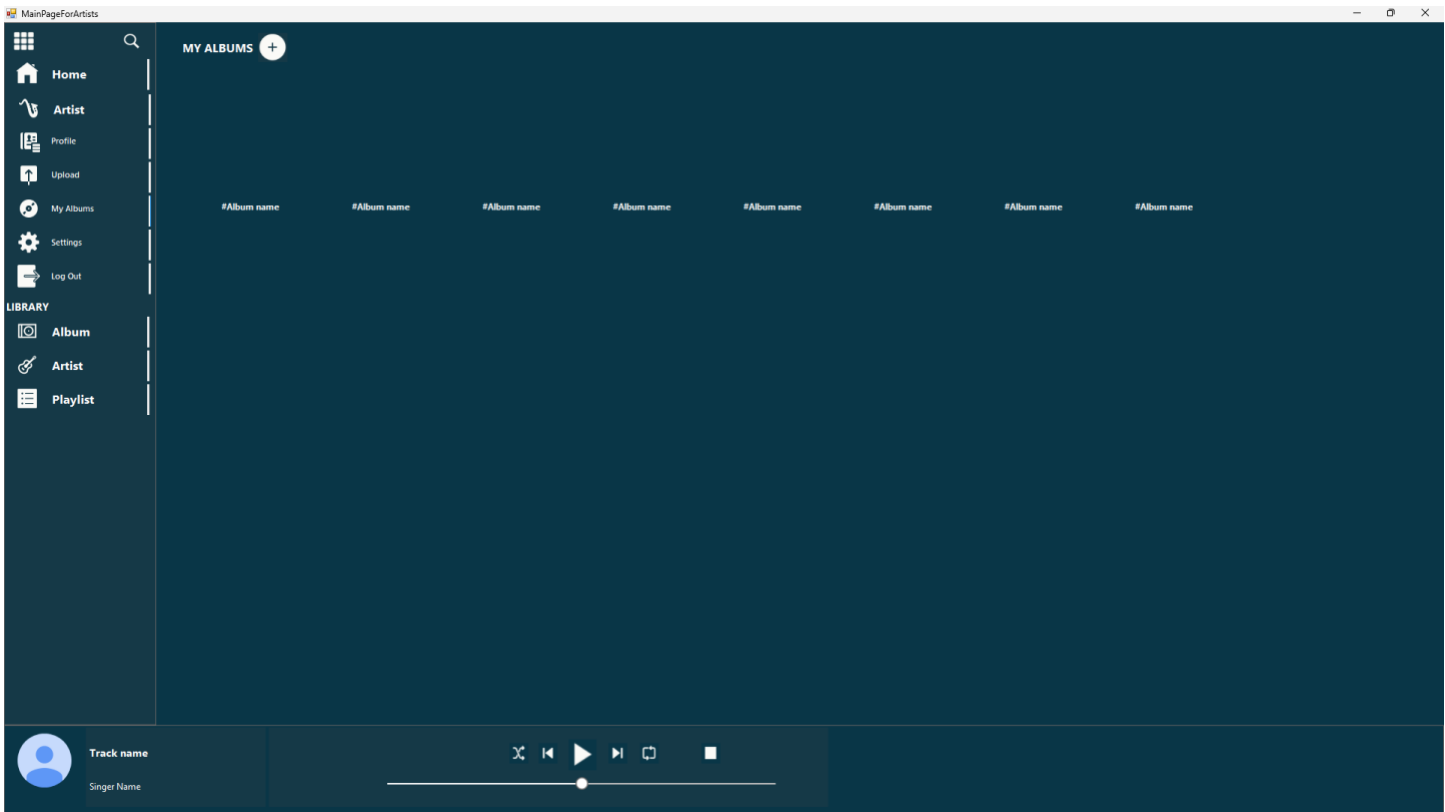 MainPageForArtists
MY ALBUMS
Home
Artist
Profile
Upload
My Albums
Settings
Log Out
LIBRARY
Album
Artist
Playlist
#Album name #Album name #Album name #Album name #Album name #Album name #Album name #Album name
Track name
Singer Name